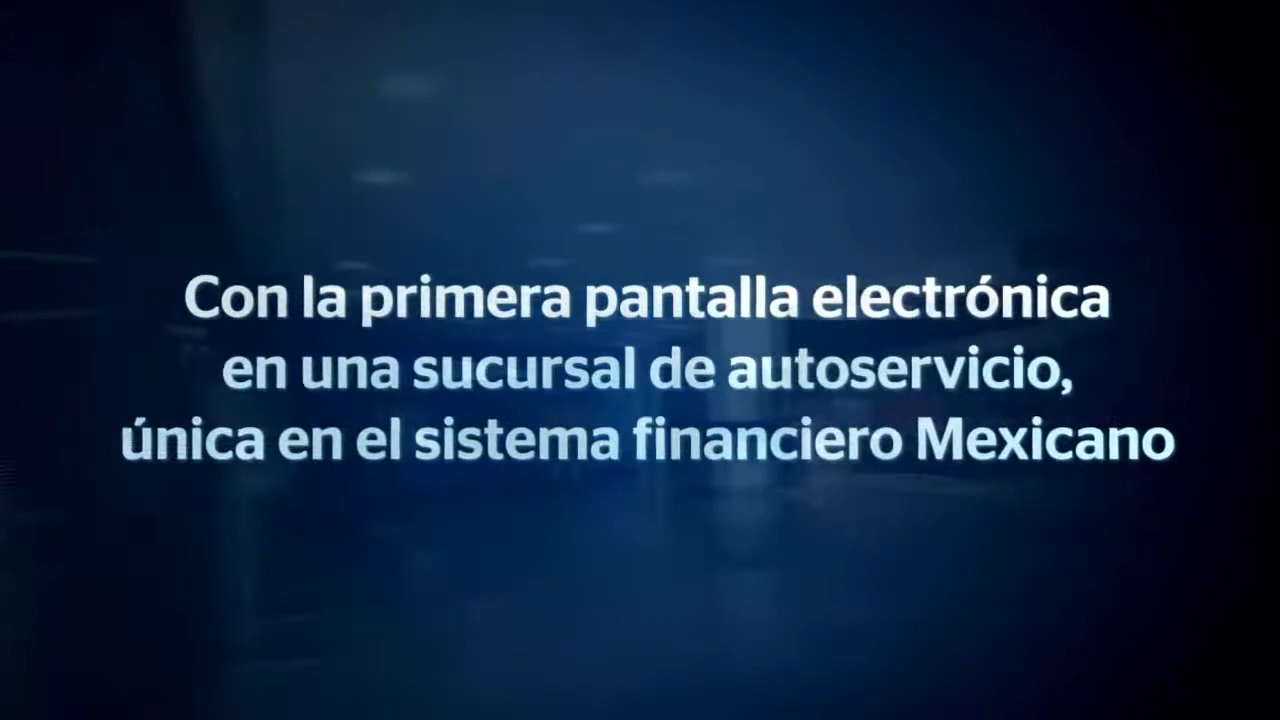 Con la primera pantalla electrónica
en una sucursal de autoservicio,
única en el sistema financiero Mexicano